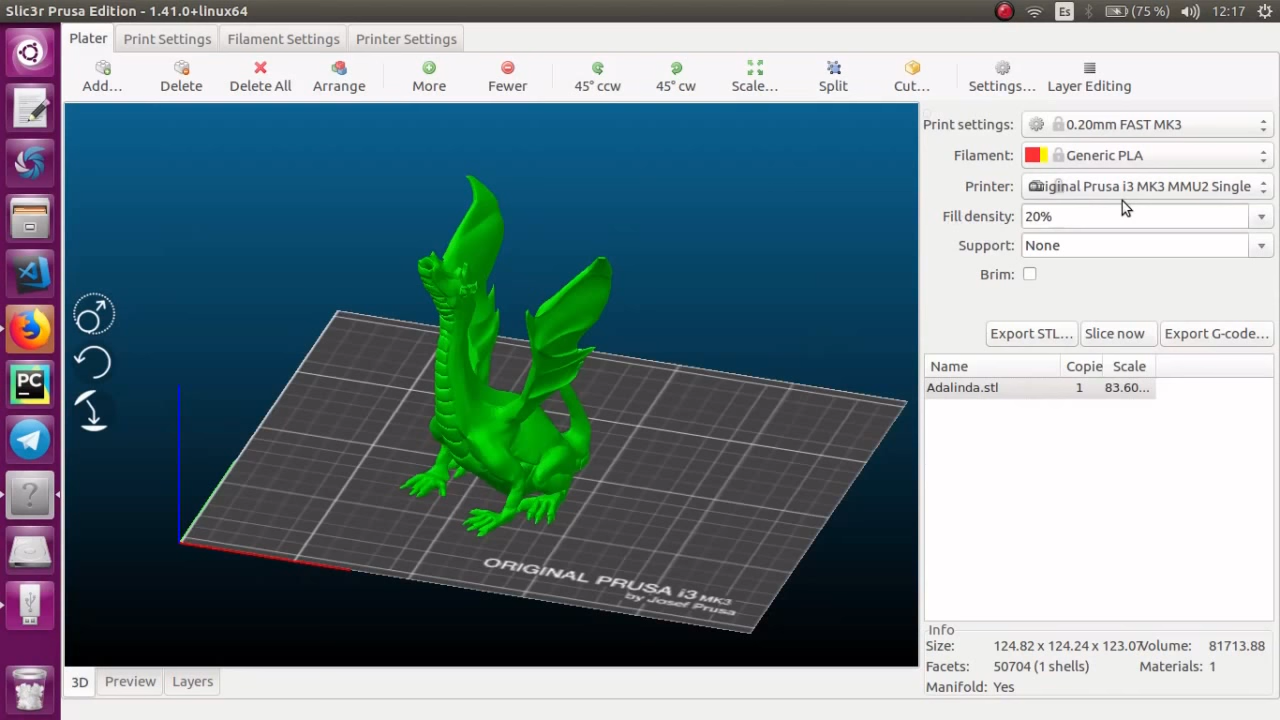 Slic3r Prusa Edition - 1.41.0+linux64
Es (75 %) 12:17
Plater Print Settings Filament Settings Printer Settings
Add... Delete Delete All Arrange More Fewer 45° ccw 45° cw Scale... Split Cut... Settings... Layer Editing
Print settings: 0.20mm FAST MK3
Filament: Generic PLA
Printer: Original Prusa i3 MK3 MMU2 Single
Fill density: 20%
Support: None
Brim:
Export STL... Slice now Export G-code...
Name Copie Scale
Adalinda.stl 1 83.60...
PC
?
ORIGINAL PRUSA i3 MK3
by Josef Prusa
Info
Size: 124.82 x 124.24 x 123.07 Volume: 81713.88
Facets: 50704 (1 shells) Materials: 1
Manifold: Yes
3D Preview Layers